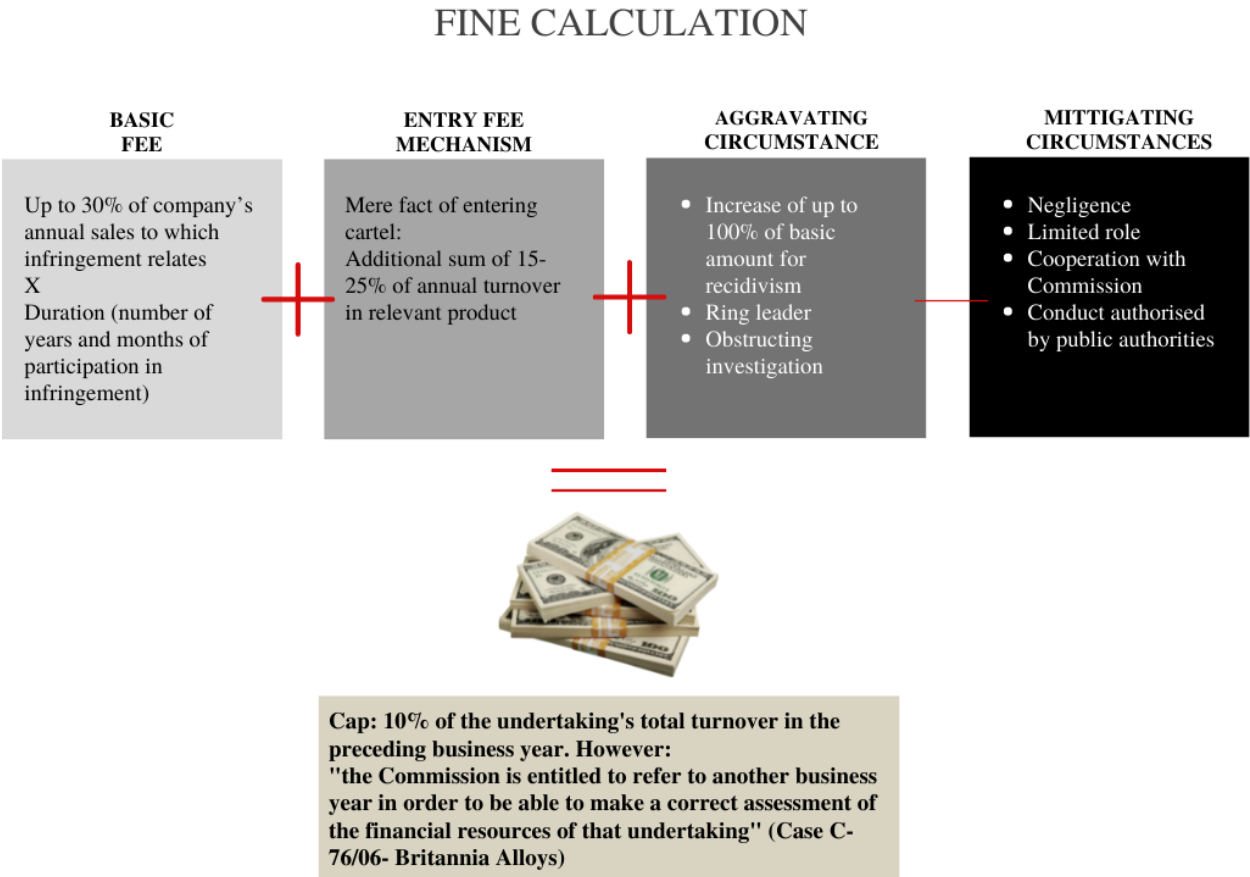 FINE CALCULATION
BASIC
FEE
Up to 30% of company's
annual sales to which
infringement relates
X
Duration (number of
years and months of
participation in
infringement)
ENTRY FEE
MECHANISM
Mere fact of entering
cartel:
Additional sum of 15-
25% of annual turnover
in relevant product
AGGRAVATING
CIRCUMSTANCE
• Increase of up to
100% of basic
amount for
recidivism
• Ring leader
• Obstructing
investigation
MITTIGATING
CIRCUMSTANCES
• Negligence
• Limited role
• Cooperation with
Commission
• Conduct authorised
by public authorities
100
100
Cap: 10% of the undertaking's total turnover in the
preceding business year. However:
"the Commission is entitled to refer to another business
year in order to be able to make a correct assessment of
the financial resources of that undertaking" (Case C-
76/06- Britannia Alloys)